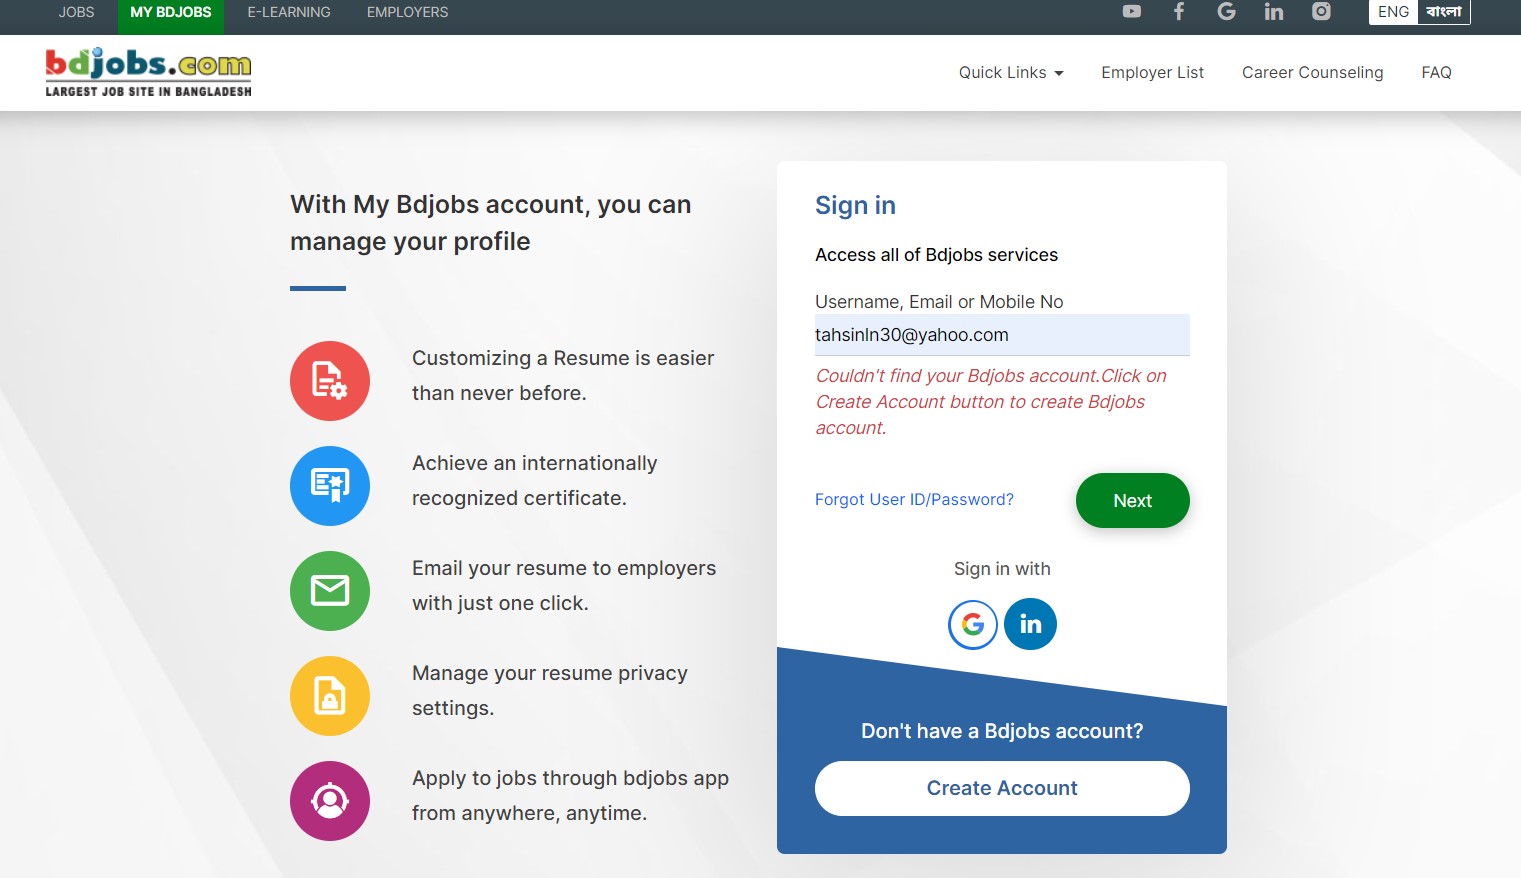 JOBS
MY BDJOBS
E-LEARNING
EMPLOYERS
ENG
বাংলা
bdjobs.com
LARGEST JOB SITE IN BANGLADESH
Quick Links
Employer List
Career Counseling
FAQ
With My Bdjobs account, you can
manage your profile
Customizing a Resume is easier
than never before.
Achieve an internationally
recognized certificate.
Email your resume to employers
with just one click.
Manage your resume privacy
settings.
Apply to jobs through bdjobs app
from anywhere, anytime.
Sign in
Access all of Bdjobs services
Username, Email or Mobile No
tahsinln30@yahoo.com
Couldn't find your Bdjobs account.Click on
Create Account button to create Bdjobs
account.
Forgot User ID/Password?
Next
Sign in with
Don't have a Bdjobs account?
Create Account